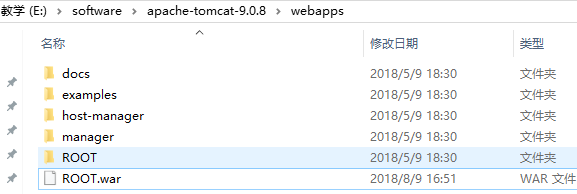 教学 (E:) › software › apache-tomcat-9.0.8 › webapps
名称 修改日期 类型
docs 2018/5/9 18:30 文件夹
examples 2018/5/9 18:30 文件夹
host-manager 2018/5/9 18:30 文件夹
manager 2018/5/9 18:30 文件夹
ROOT 2018/5/9 18:30 文件夹
ROOT.war 2018/8/9 16:51 WAR 文件